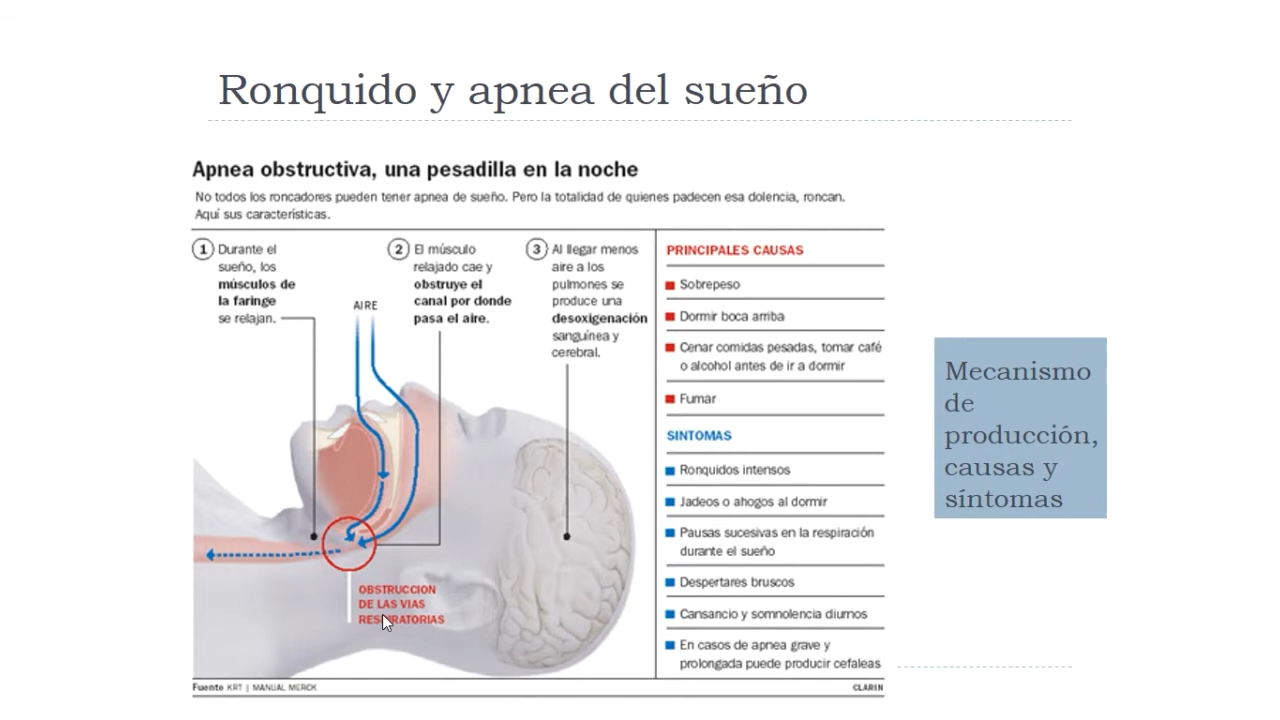 Ronquido y apnea del sueño
Apnea obstructiva, una pesadilla en la noche
No todos los roncadores pueden tener apnea de sueño. Pero la totalidad de quienes padecen esa dolencia, roncan.
Aquí sus características.
1 Durante el
sueño, los
músculos de
la faringe
se relajan.
2 El músculo
relajado cae y
obstruye el
canal por donde
pasa el aire.
3 Al llegar menos
aire a los
pulmones se
produce una
desoxigenación
sanguínea y
cerebral.
AIRE
OBSTRUCCION
DE LAS VIAS
RESPIRATORIAS
PRINCIPALES CAUSAS
Sobrepeso
Dormir boca arriba
Cenar comidas pesadas, tomar café
o alcohol antes de ir a dormir
Fumar
SINTOMAS
Ronquidos intensos
Jadeos o ahogos al dormir
Pausas sucesivas en la respiración
durante el sueño
Despertares bruscos
Cansancio y somnolencia diurnos
En casos de apnea grave y
prolongada puede producir cefaleas
Fuente KRT | MANUAL MERCK
CLARIN
Mecanismo
de
producción,
causas y
síntomas